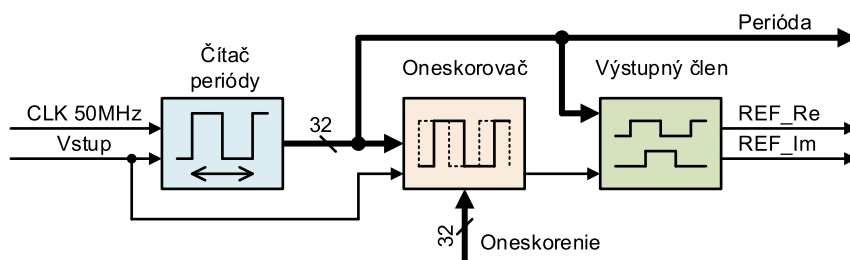 Perióda
Čítač
periódy
Oneskorovač
Výstupný člen
CLK 50MHz
Vstup
32
REF_Re
REF_Im
32
Oneskorenie